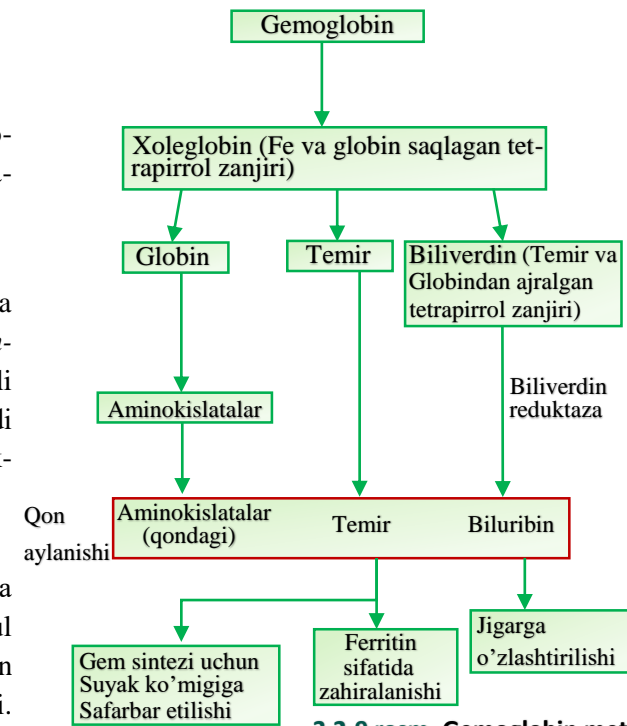 Gemoglobin
Xoleglobin (Fe va globin saqlagan tet-
rapirrol zanjiri)
Globin
Temir
Biliverdin (Temir va
Globindan ajralgan
tetrapirrol zanjiri)
Biliverdin
reduktaza
Aminokislatalar
Qon
aylanishi
Aminokislatalar
(qondagi)
Temir
Biluribin
Gem sintezi uchun
Suyak ko’migiga
Safarbar etilishi
Ferritin
sifatida
zahiralanishi
Jigarga
o’zlashtirilishi